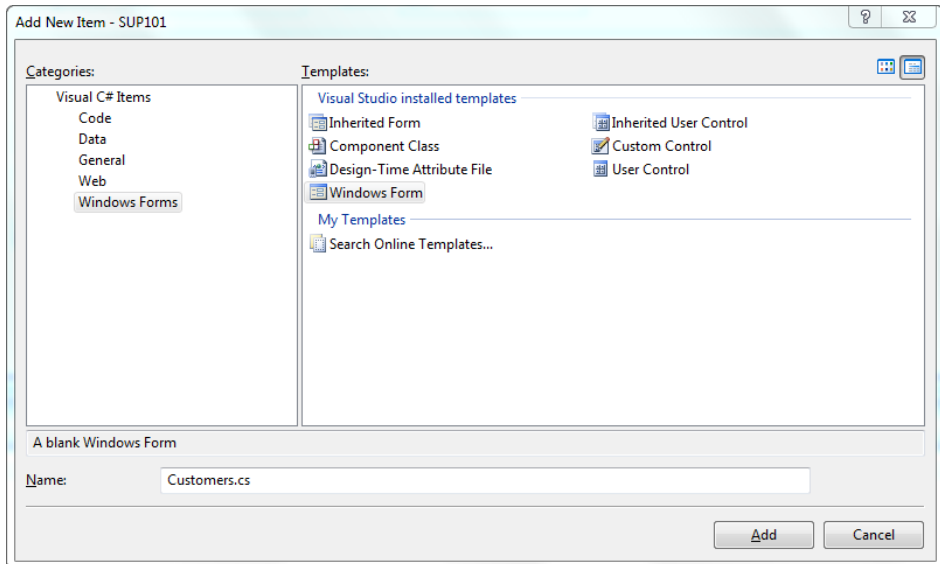 Add New Item - SUP101
Categories:
Templates:
Visual C# Items
Code
Data
General
Web
Windows Forms
Visual Studio installed templates
Inherited Form
Inherited User Control
Component Class
Custom Control
Design-Time Attribute File
User Control
Windows Form
My Templates
Search Online Templates...
A blank Windows Form
Name:
Customers.cs
Add
Cancel